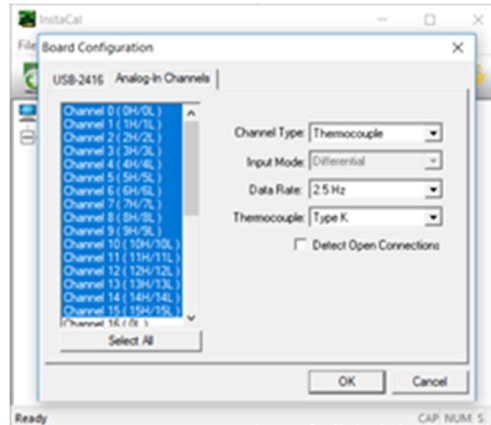 InstaCal
File
Board Configuration
USB-2416 Analog-In Channels
Channel 0 ( 0H/0L )
Channel 1 ( 1H/1L )
Channel 2 ( 2H/2L )
Channel 3 ( 3H/3L )
Channel 4 ( 4H/4L )
Channel 5 ( 5H/5L )
Channel 6 ( 6H/6L )
Channel 7 ( 7H/7L )
Channel 8 ( 8H/8L )
Channel 9 ( 9H/9L )
Channel 10 ( 10H/10L )
Channel 11 ( 11H/11L )
Channel 12 ( 12H/12L )
Channel 13 ( 13H/13L )
Channel 14 ( 14H/14L )
Channel 15 ( 15H/15L )
Channel 16 ( 0L )
Select All
Channel Type: Thermocouple
Input Mode: Differential
Data Rate: 2.5 Hz
Thermocouple: Type K
Detect Open Connections
OK Cancel
Ready CAP NUM S